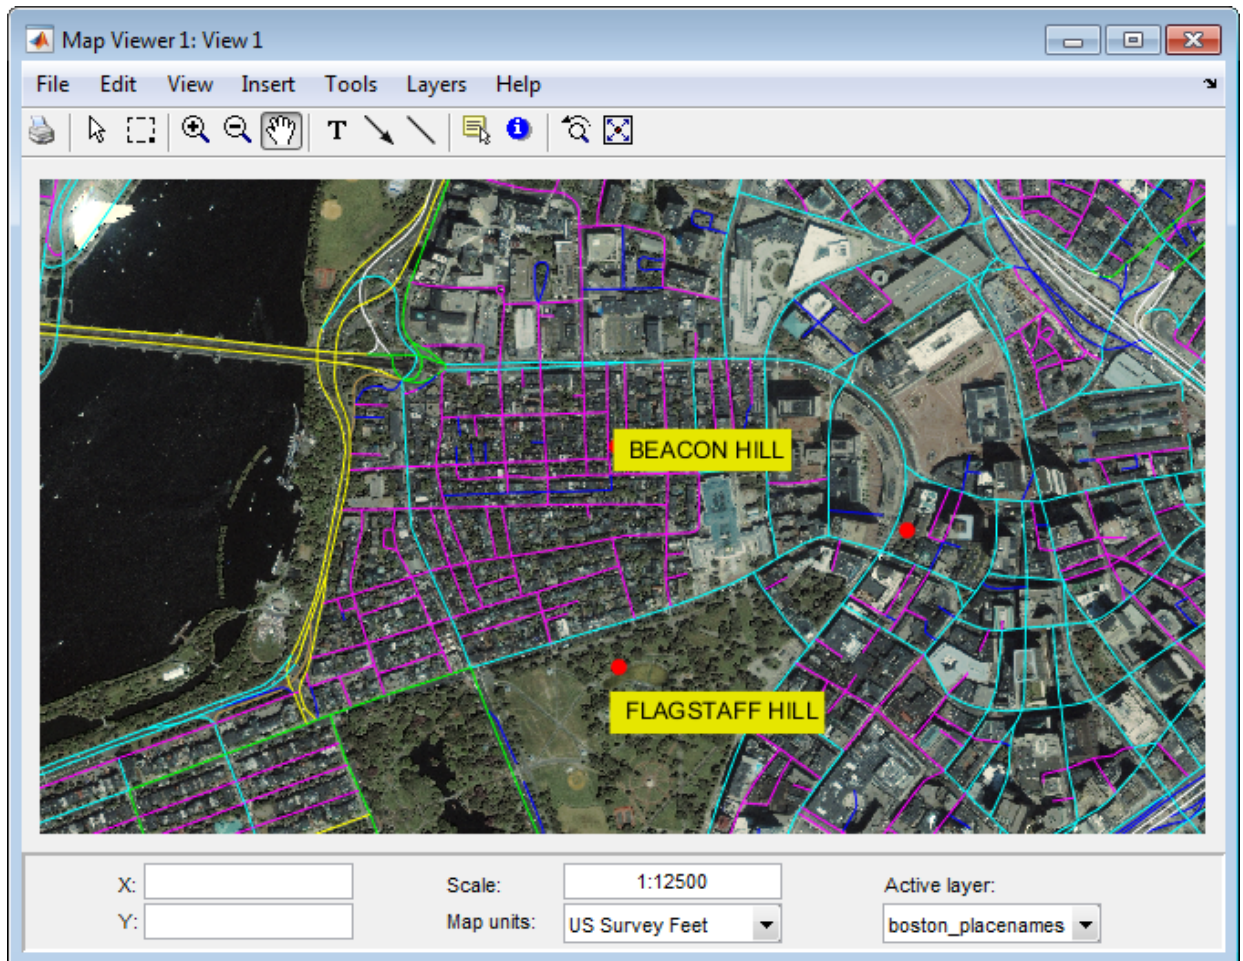 Map Viewer 1: View 1
File Edit View Insert Tools Layers Help
T
BEACON HILL
FLAGSTAFF HILL
X:
Scale:
1:12500
Active layer:
Y:
Map units:
US Survey Feet
boston_placenames